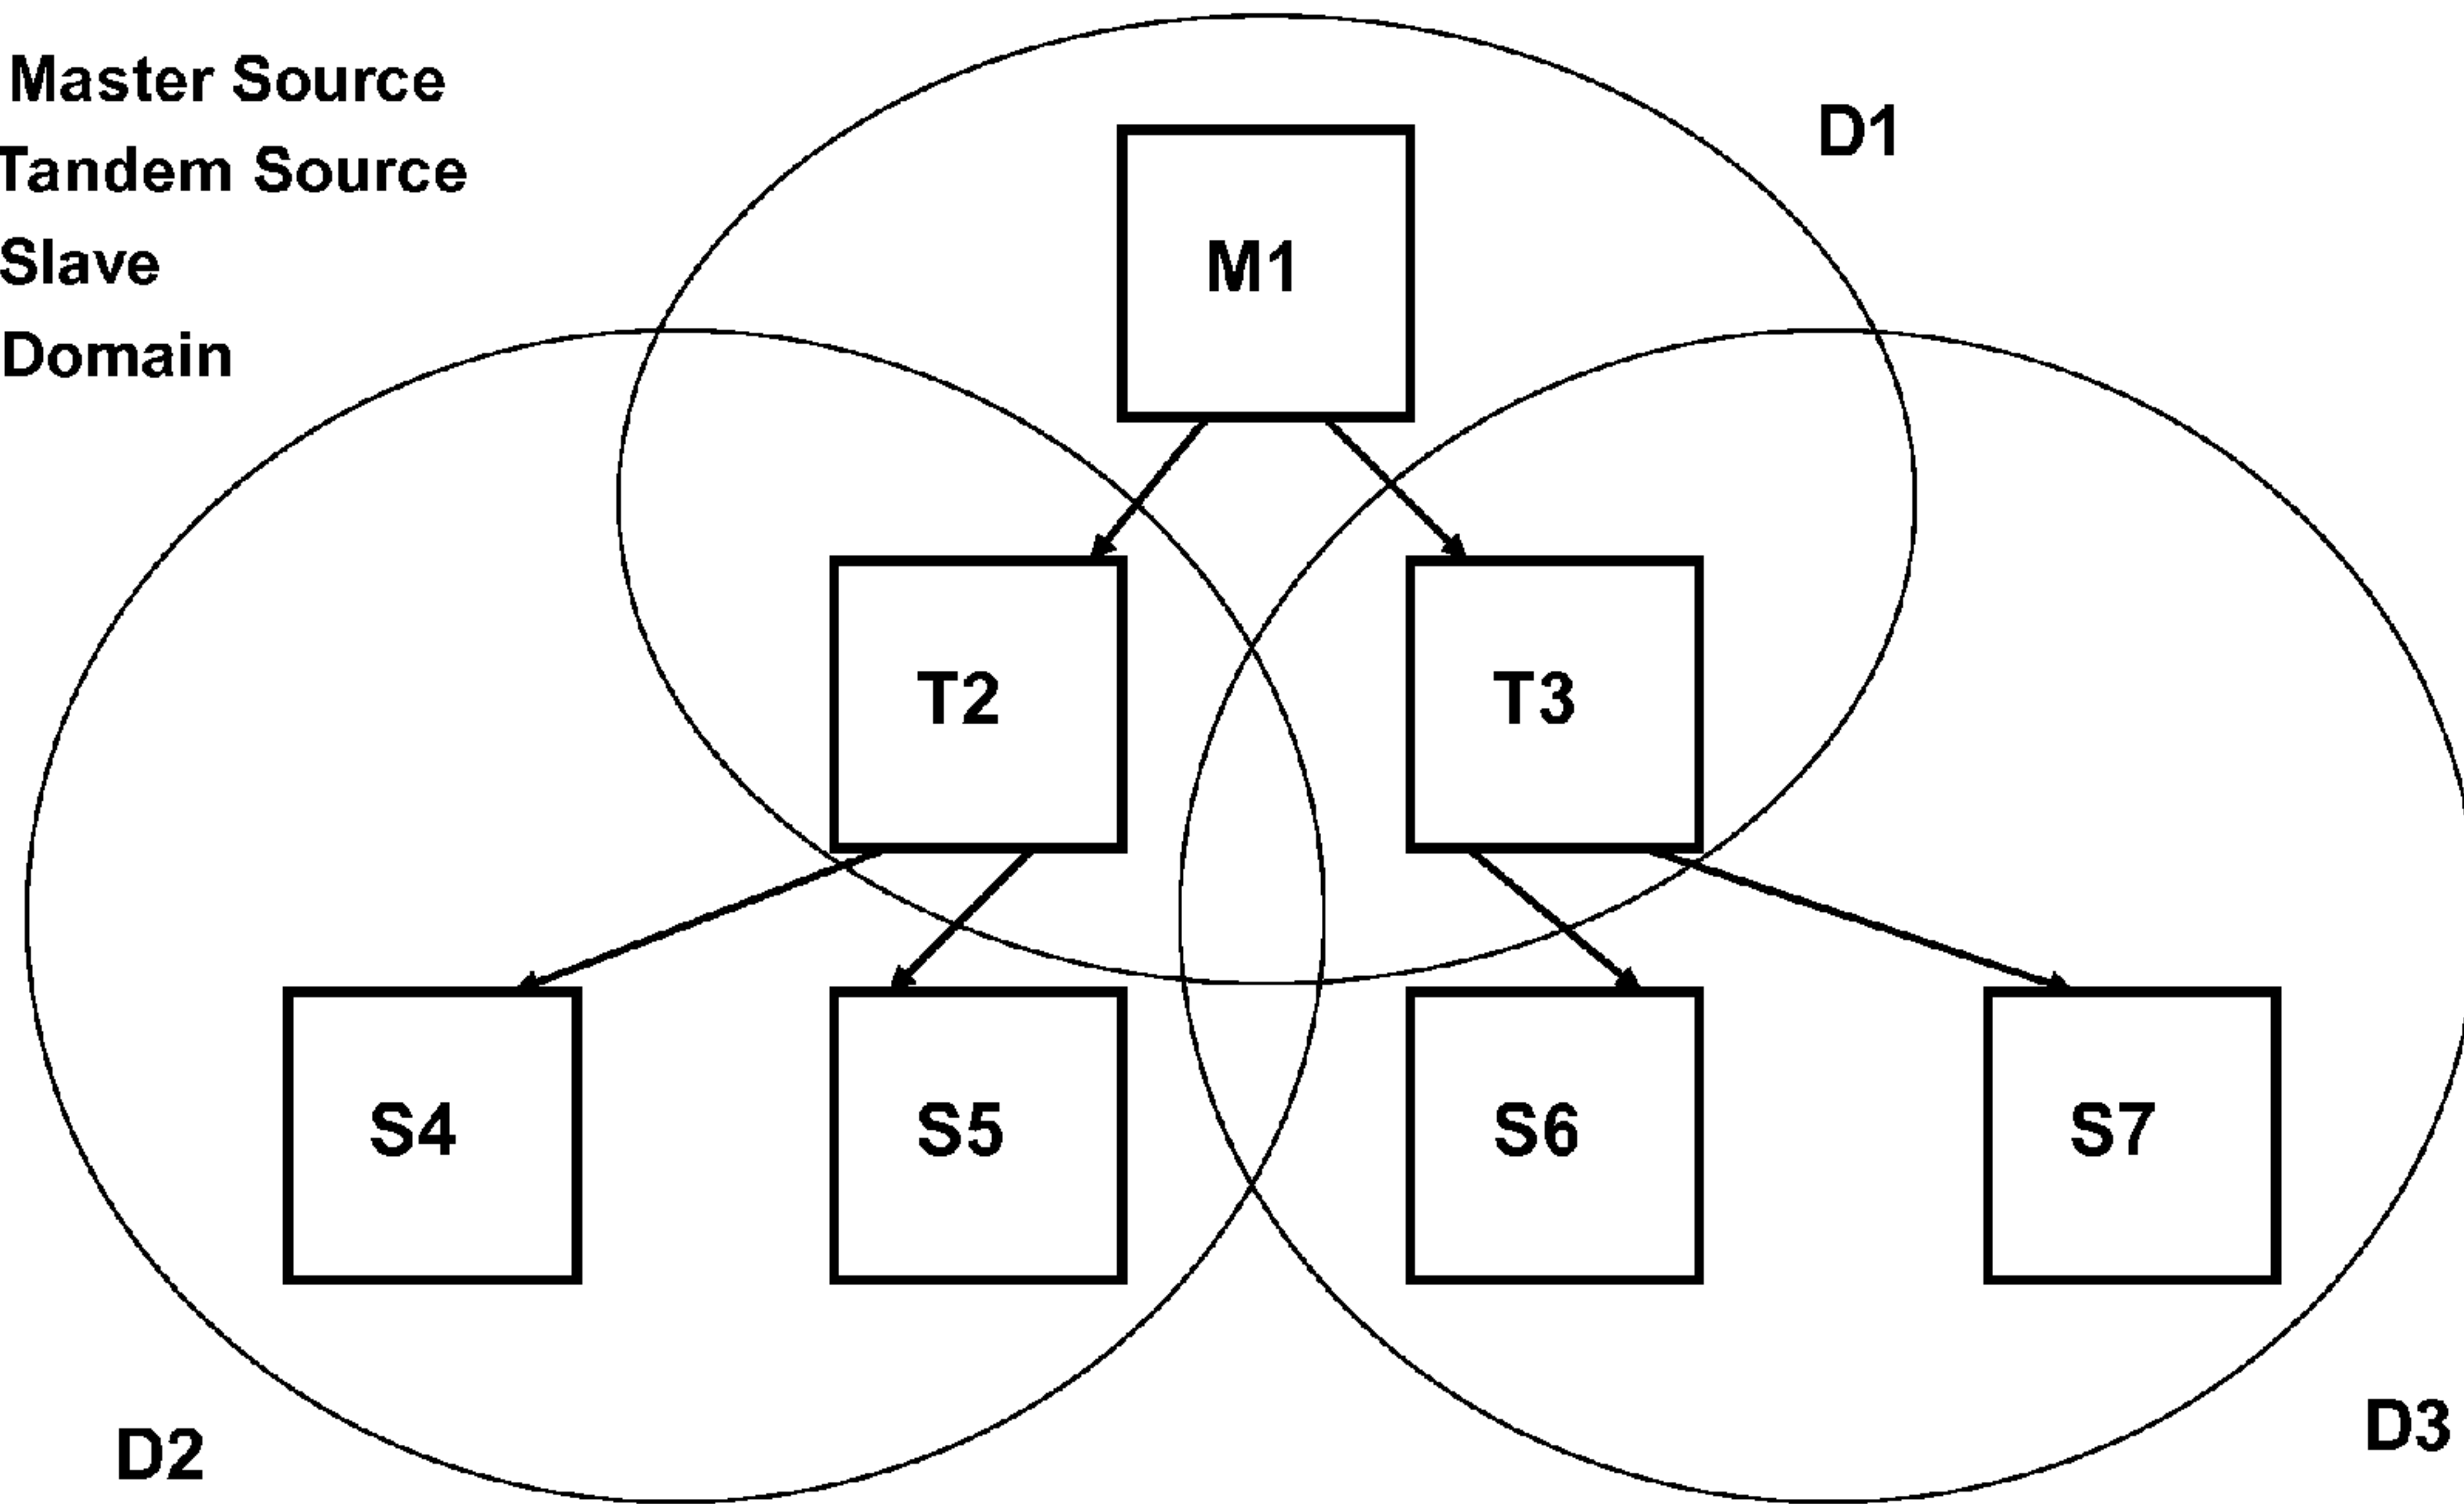 Master Source
Tandem Source
Slave
Domain
D1
M1
T2
T3
S4
S5
S6
S7
D2
D3